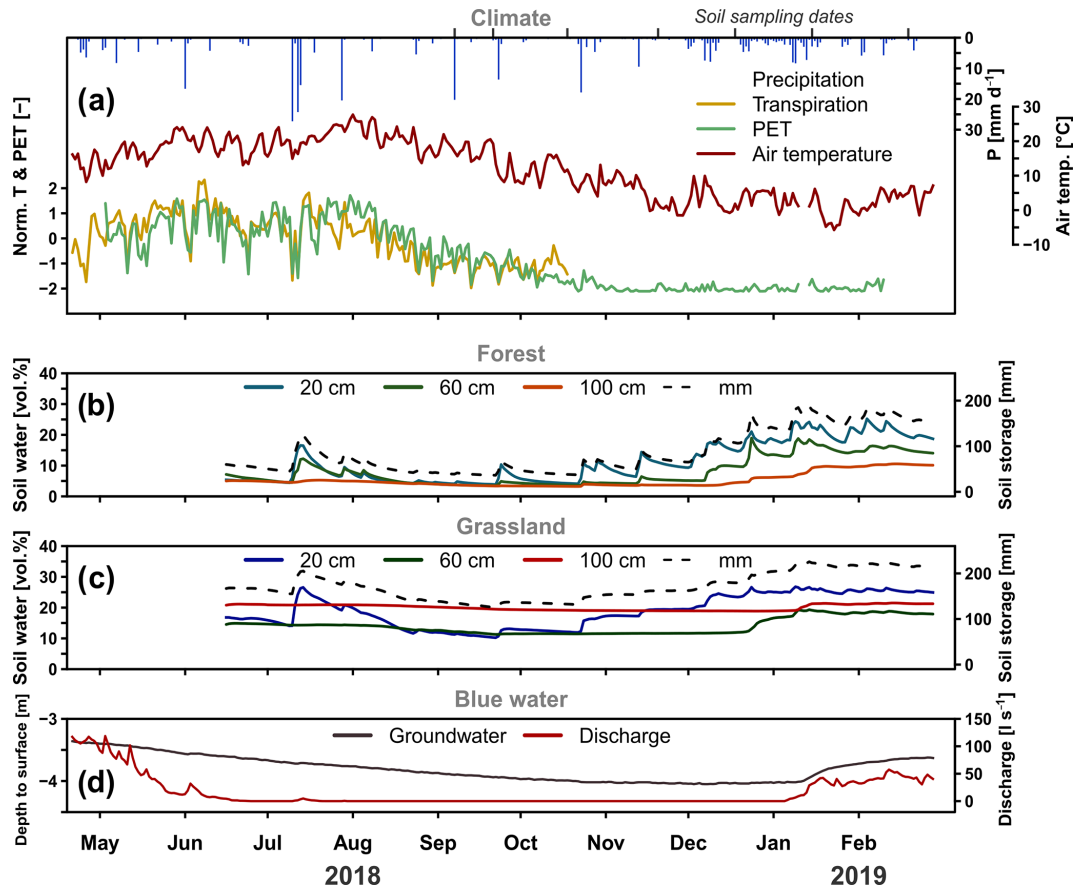 Climate
Soil sampling dates
(a)
Norm. T & PET [−]
2
1
0
−1
−2
Precipitation
Transpiration
PET
Air temperature
0
5
10
20
30
P [mm d⁻¹]
30
20
10
0
−10
Air temp. [°C]
Forest
(b)
Soil water [vol.%]
40
30
20
10
0
20 cm 60 cm 100 cm mm
200
100
0
Soil storage [mm]
Grassland
(c)
Soil water [vol.%]
40
30
20
10
0
20 cm 60 cm 100 cm mm
200
100
0
Soil storage [mm]
Blue water
(d)
Depth to surface [m]
−3
−4
Groundwater Discharge
150
100
50
0
Discharge [l s⁻¹]
May Jun Jul Aug Sep Oct Nov Dec Jan Feb
2018 2019